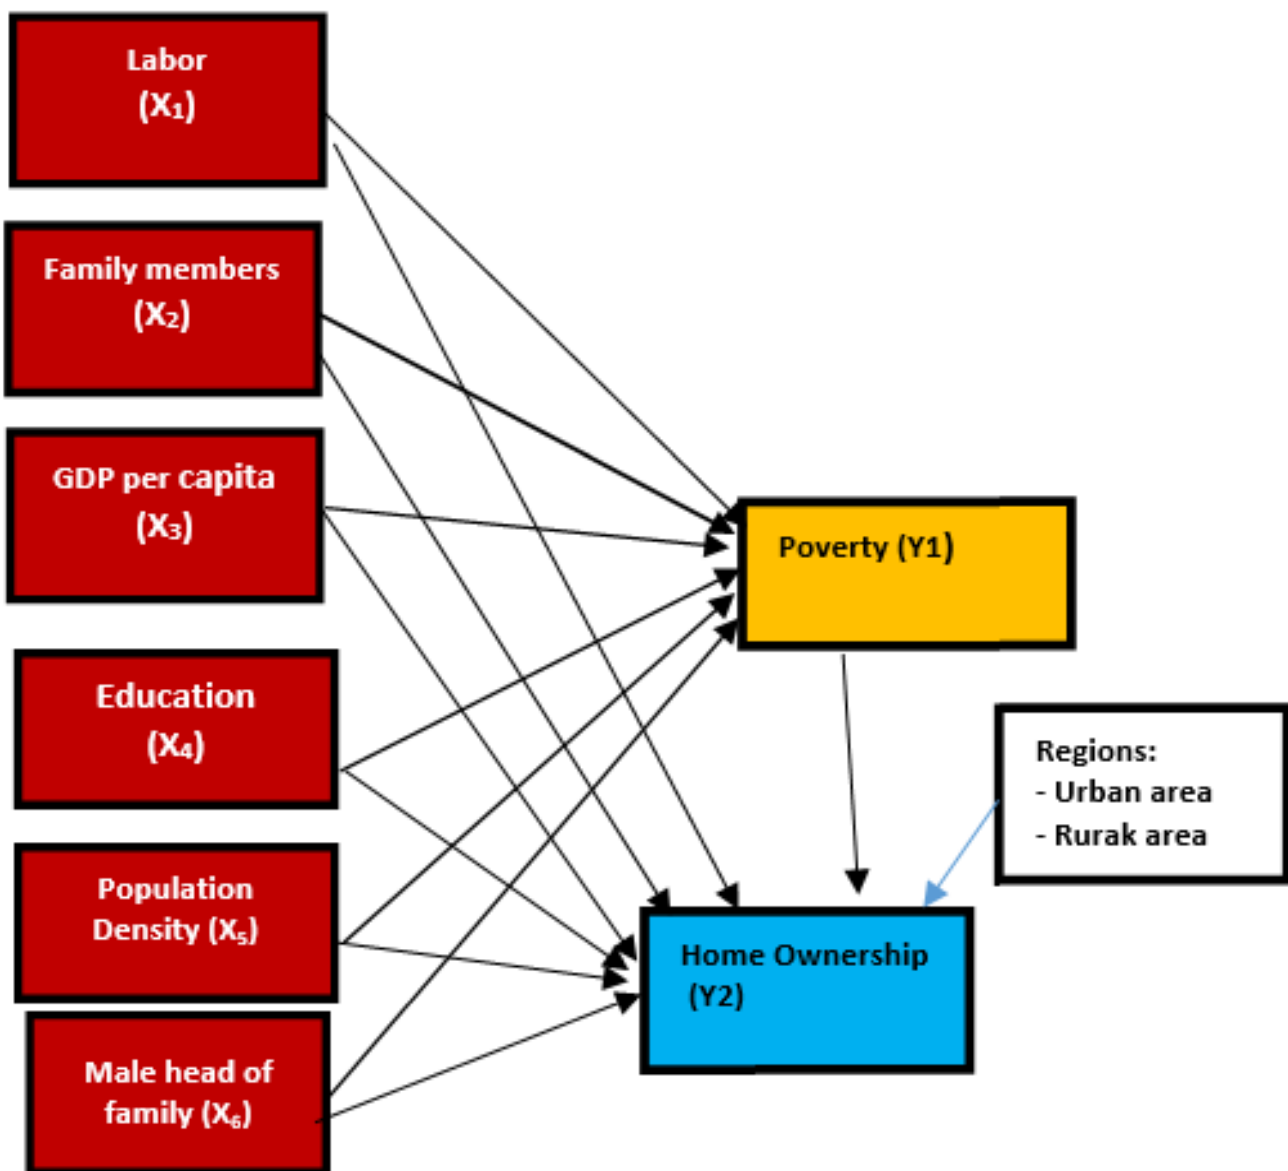 Labor
(X₁)
Family members
(X₂)
GDP per capita
(X₃)
Education
(X₄)
Population
Density (X₅)
Male head of
family (X₆)
Poverty (Y1)
Regions:
- Urban area
- Rurak area
Home Ownership
(Y2)